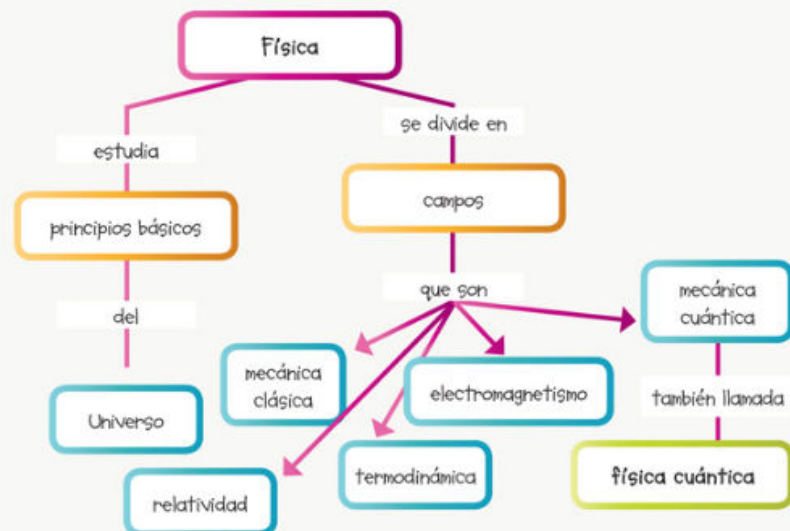 Física
estudia
se divide en
principios básicos
campos
del
que son
mecánica
cuántica
mecánica
clásica
electromagnetismo
también llamada
Universo
termodinámica
física cuántica
relatividad